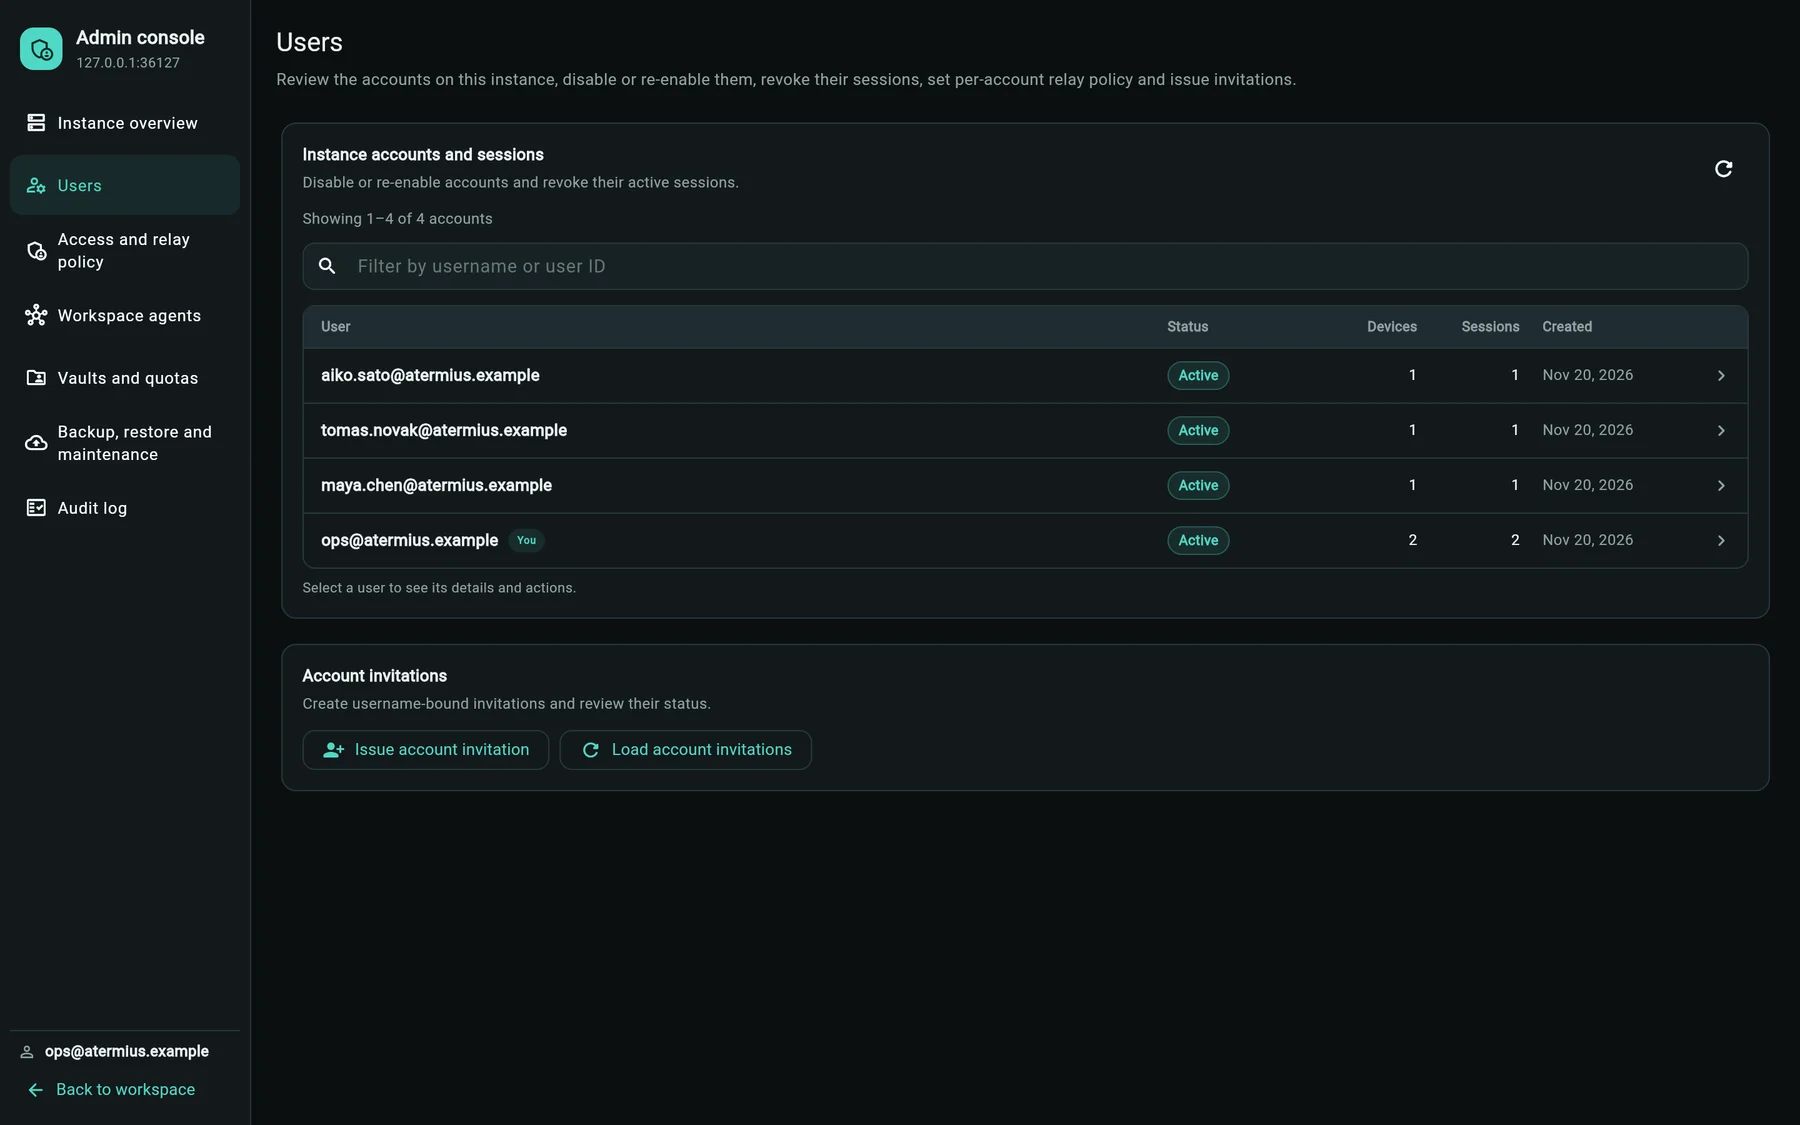 Admin console
127.0.0.1:36127
Instance overview
Users
Access and relay
policy
Workspace agents
Vaults and quotas
Backup, restore and
maintenance
Audit log
ops@atermius.example
Back to workspace
Users
Review the accounts on this instance, disable or re-enable them, revoke their sessions, set per-account relay policy and issue invitations.
Instance accounts and sessions
Disable or re-enable accounts and revoke their active sessions.
Showing 1–4 of 4 accounts
Filter by username or user ID
User Status Devices Sessions Created
aiko.sato@atermius.example Active 1 1 Nov 20, 2026
tomas.novak@atermius.example Active 1 1 Nov 20, 2026
maya.chen@atermius.example Active 1 1 Nov 20, 2026
ops@atermius.example You Active 2 2 Nov 20, 2026
Select a user to see its details and actions.
Account invitations
Create username-bound invitations and review their status.
Issue account invitation Load account invitations